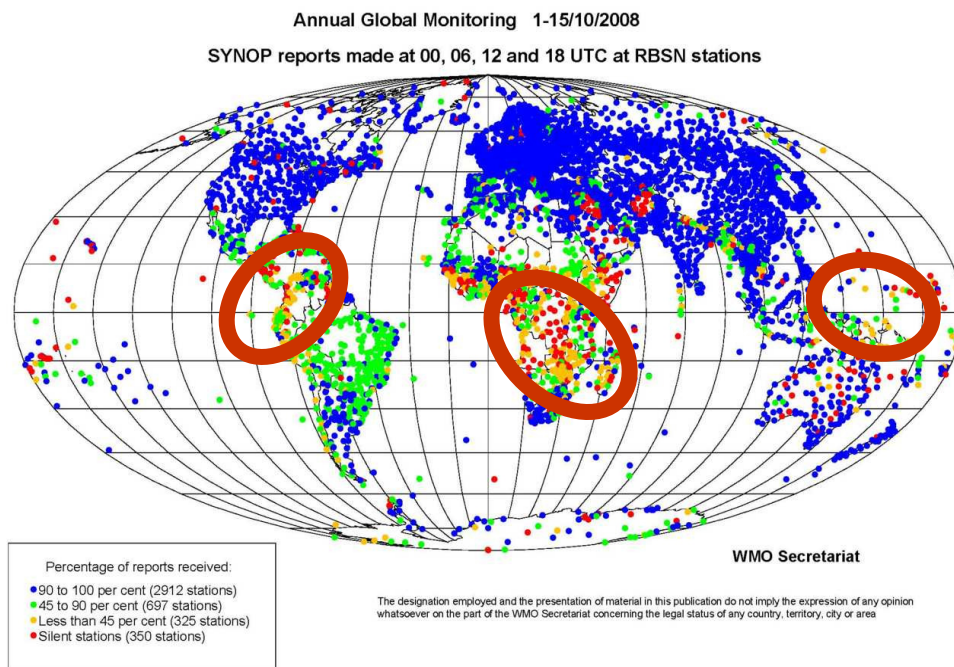 Annual Global Monitoring 1-15/10/2008
SYNOP reports made at 00, 06, 12 and 18 UTC at RBSN stations
WMO Secretariat
Percentage of reports received:
90 to 100 per cent (2912 stations)
45 to 90 per cent (697 stations)
Less than 45 per cent (325 stations)
Silent stations (350 stations)
The designation employed and the presentation of material in this publication do not imply the expression of any opinion
whatsoever on the part of the WMO Secretariat concerning the legal status of any country, territory, city or area